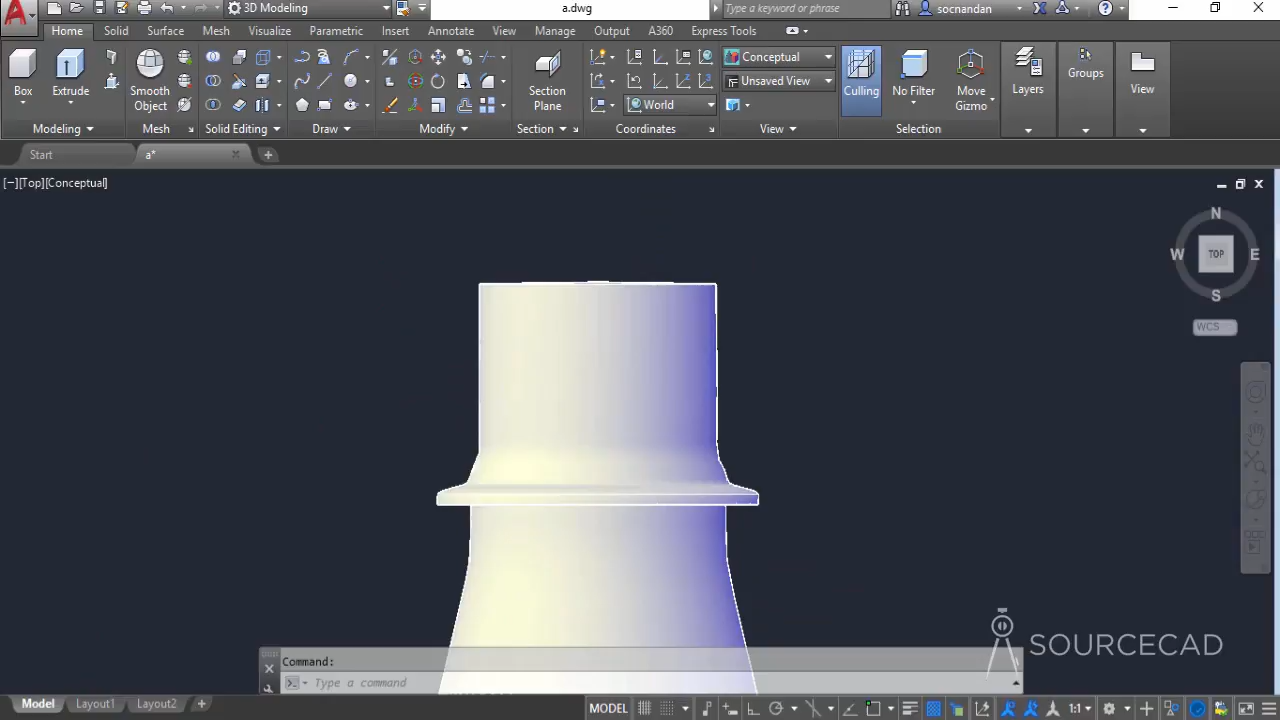 3D Modeling
a.dwg
Type a keyword or phrase
socnandan
Home Solid Surface Mesh Visualize Parametric Insert Annotate View Manage Output A360 Express Tools
Box
Extrude
Smooth
Object
Section
Plane
World
Conceptual
Unsaved View
Culling
No Filter
Move
Gizmo
Layers
Groups
View
Modeling Mesh Solid Editing Draw Modify Section Coordinates View Selection
Start
a*
[−][Top][Conceptual]
N
W TOP E
S
WCS
SOURCECAD
Command:
Type a command
Model Layout1 Layout2
MODEL
1:1